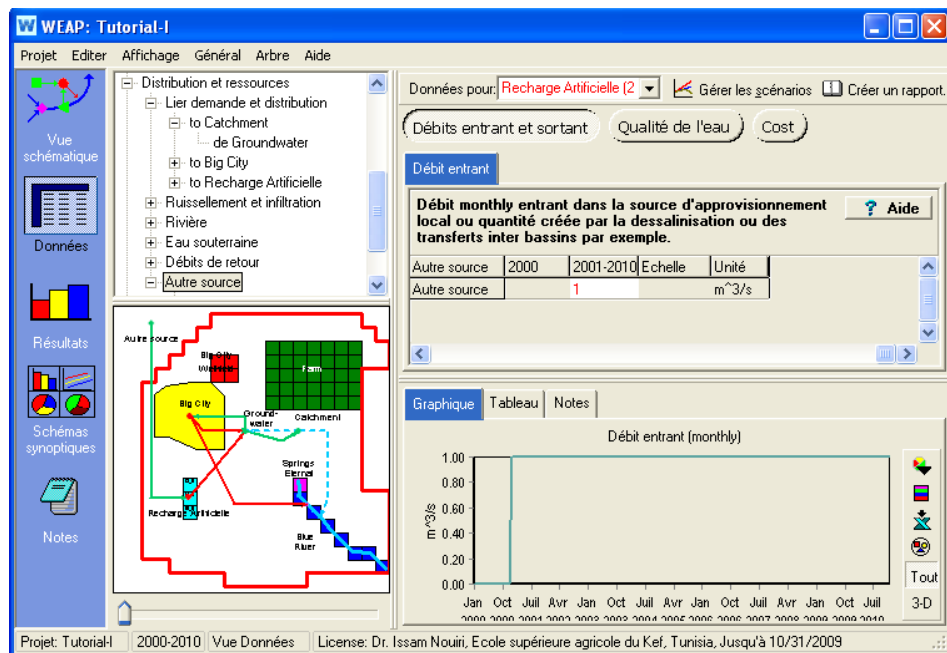 WEAP: Tutorial-I
Projet Editer Affichage Général Arbre Aide
Vue schématique
Données
Résultats
Schémas synoptiques
Notes
Distribution et ressources
Lier demande et distribution
to Catchment
de Groundwater
to Big City
to Recharge Artificielle
Ruissellement et infiltration
Rivière
Eau souterraine
Débits de retour
Autre source
Autre source
Big City
Farm
Big City
Ground-
water
Catchment
Springs
Eternal
Recharge Artificielle
Blue
River
Données pour: Recharge Artificielle (2 Gérer les scénarios Créer un rapport.
Débits entrant et sortant Qualité de l'eau Cost
Débit entrant
Débit monthly entrant dans la source d'approvisionnement
local ou quantité créée par la dessalinisation ou des
transferts inter bassins par exemple.
? Aide
Autre source 2000 2001-2010 Echelle Unité
Autre source 1 m^3/s
Graphique Tableau Notes
Débit entrant (monthly)
m^3/s
1.00
0.80
0.60
0.40
0.20
0.00
Jan Oct Juil Avr Jan Oct Juil Avr Jan Oct Juil Avr Jan Oct Juil
Tout
3-D
Projet: Tutorial-I 2000-2010 Vue Données License: Dr. Issam Nouiri, Ecole supérieure agricole du Kef, Tunisia, Jusqu'à 10/31/2009